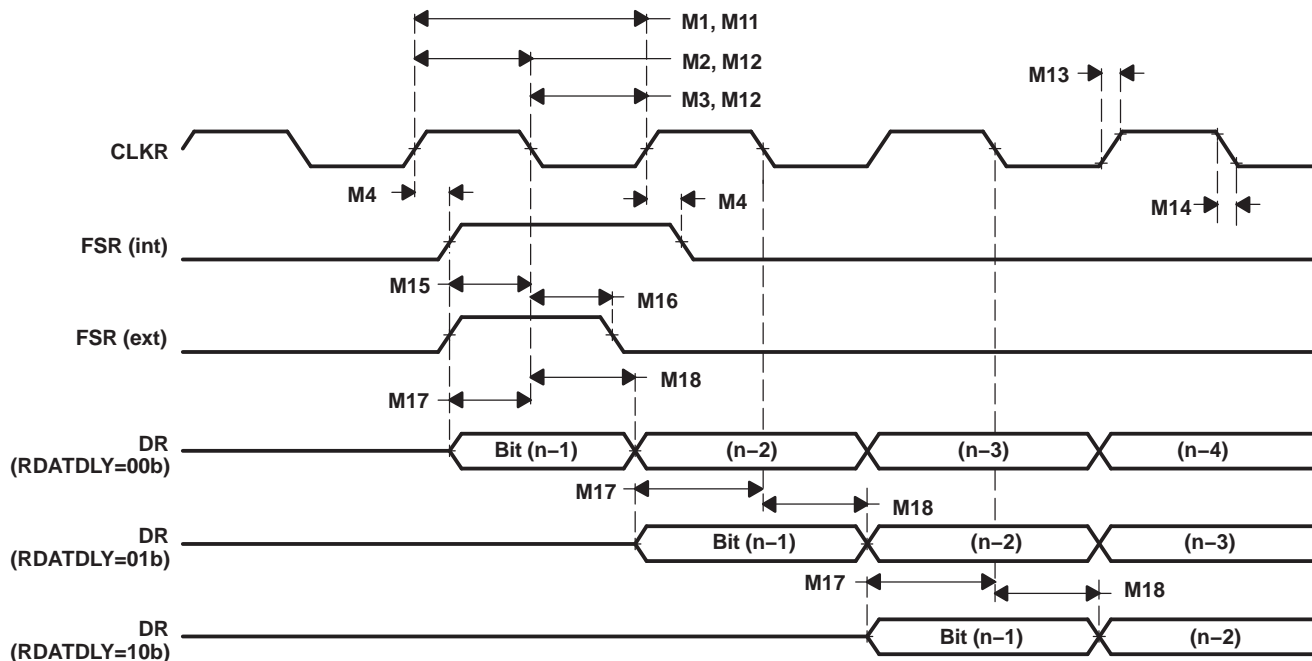 M1, M11
M2, M12
M13
M3, M12
CLKR
M4
M4
M14
FSR (int)
M15
M16
FSR (ext)
M18
M17
DR
(RDATDLY=00b)
Bit (n–1)
(n–2)
(n–3)
(n–4)
M17
M18
DR
(RDATDLY=01b)
Bit (n–1)
(n–2)
(n–3)
M17
M18
DR
(RDATDLY=10b)
Bit (n–1)
(n–2)